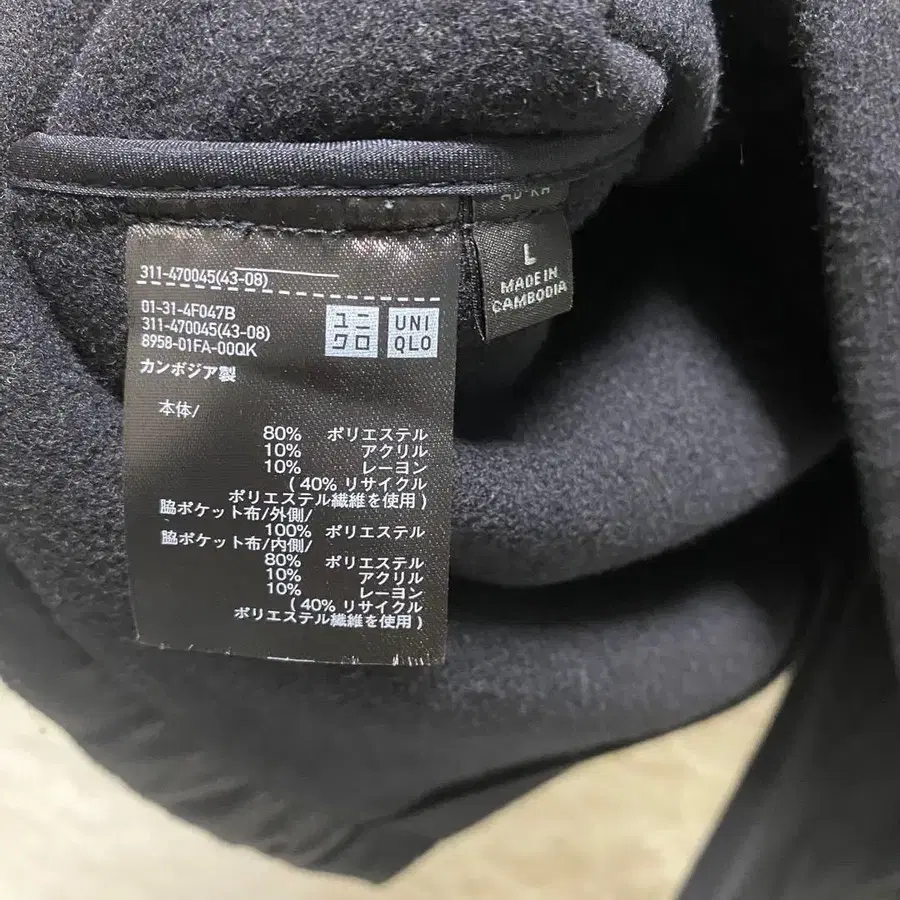 311-470045(43-08)
01-31-4F047B
311-470045(43-08)
8958-01FA-00QK
ユニ
クロ
UNI
QLO
カンボジア製
本体/
80% ポリエステル
10% アクリル
10% レーヨン
( 40% リサイクル
ポリエステル繊維を使用 )
脇ポケット布/外側/
100% ポリエステル
脇ポケット布/内側/
80% ポリエステル
10% アクリル
10% レーヨン
( 40% リサイクル
ポリエステル繊維を使用 )
L
MADE IN
CAMBODIA